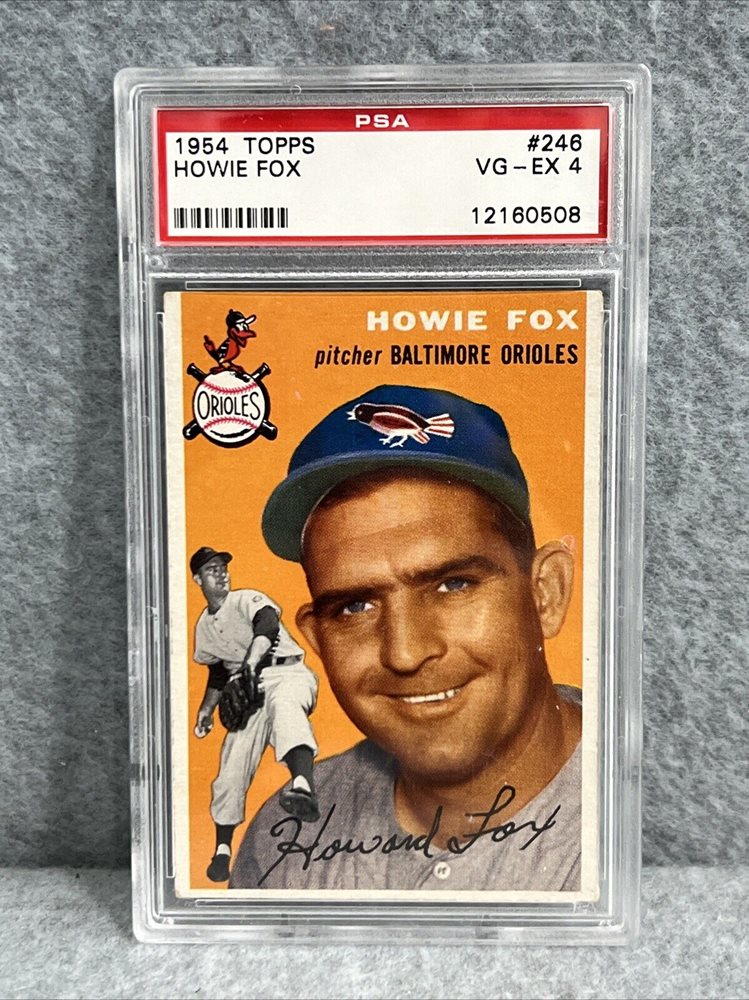 PSA
1954 TOPPS #246
HOWIE FOX VG-EX 4
12160508
HOWIE FOX
pitcher BALTIMORE ORIOLES
ORIOLES
Howard Fox